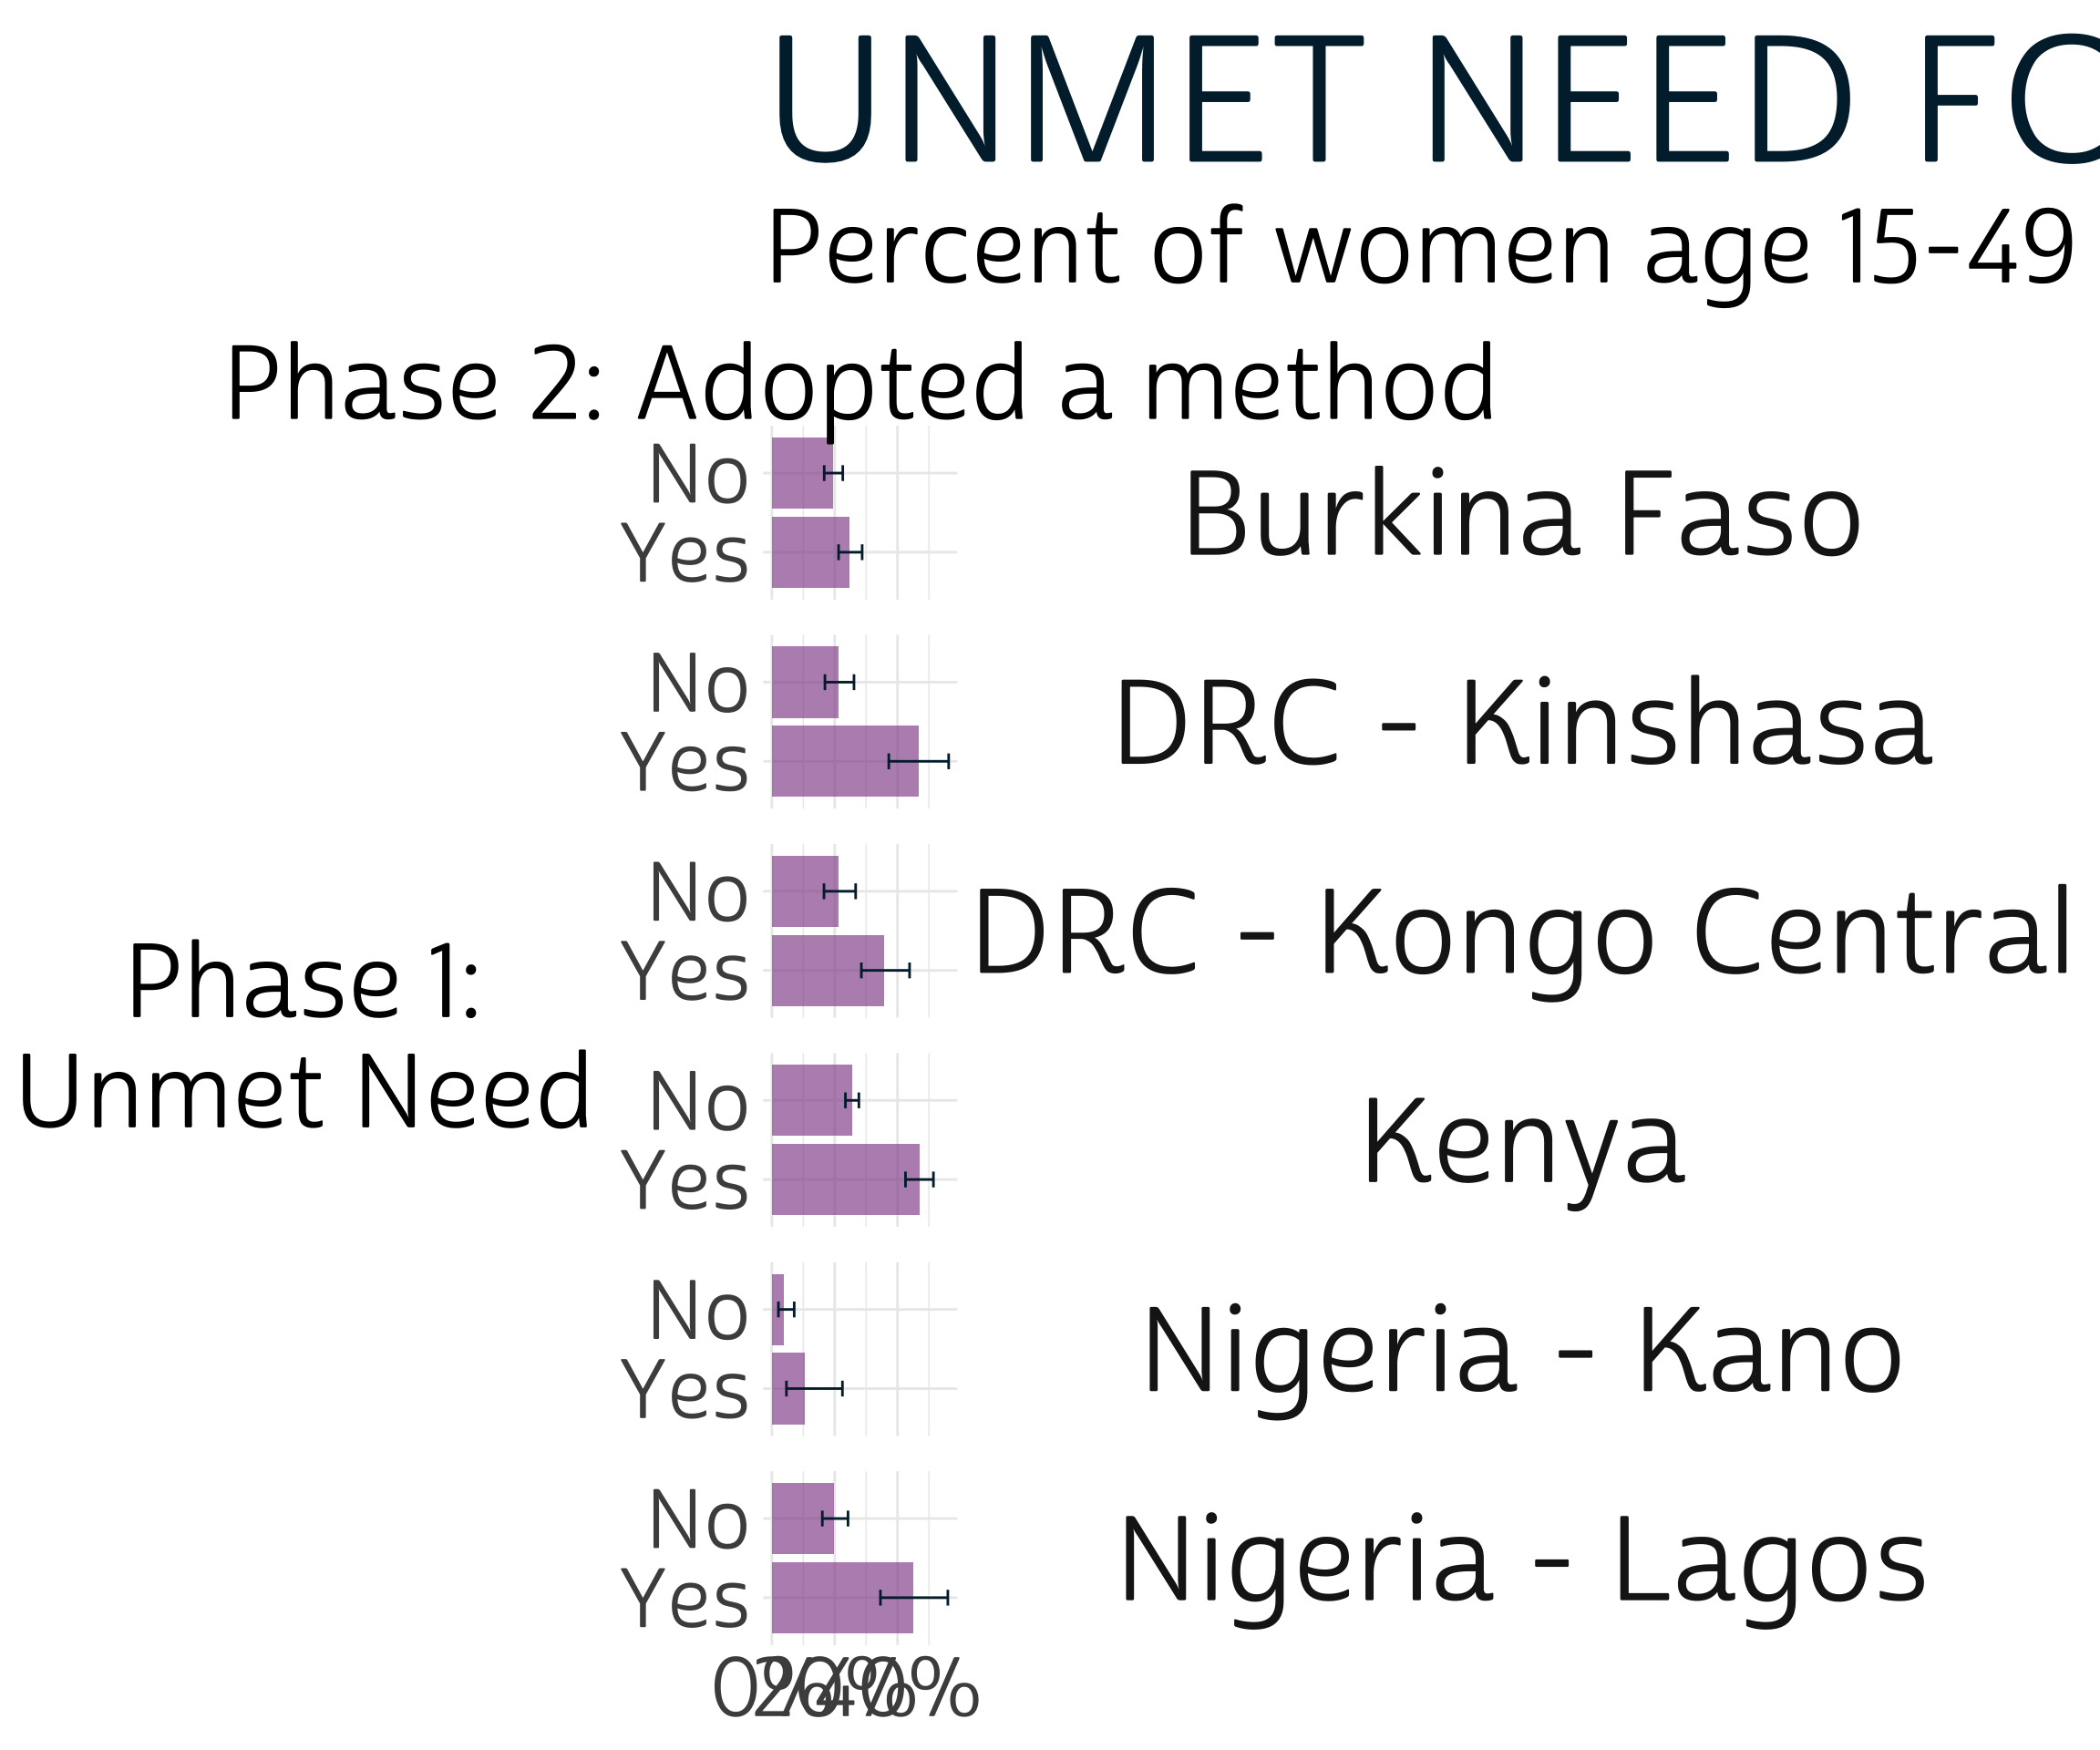 UNMET NEED FO
Percent of women age 15-49
Phase 2: Adopted a method
No
Yes
Burkina Faso
No
Yes
DRC - Kinshasa
No
Yes
DRC - Kongo Central
Phase 1:
Unmet Need
No
Yes
Kenya
No
Yes
Nigeria - Kano
No
Yes
Nigeria - Lagos
0% 20% 40%